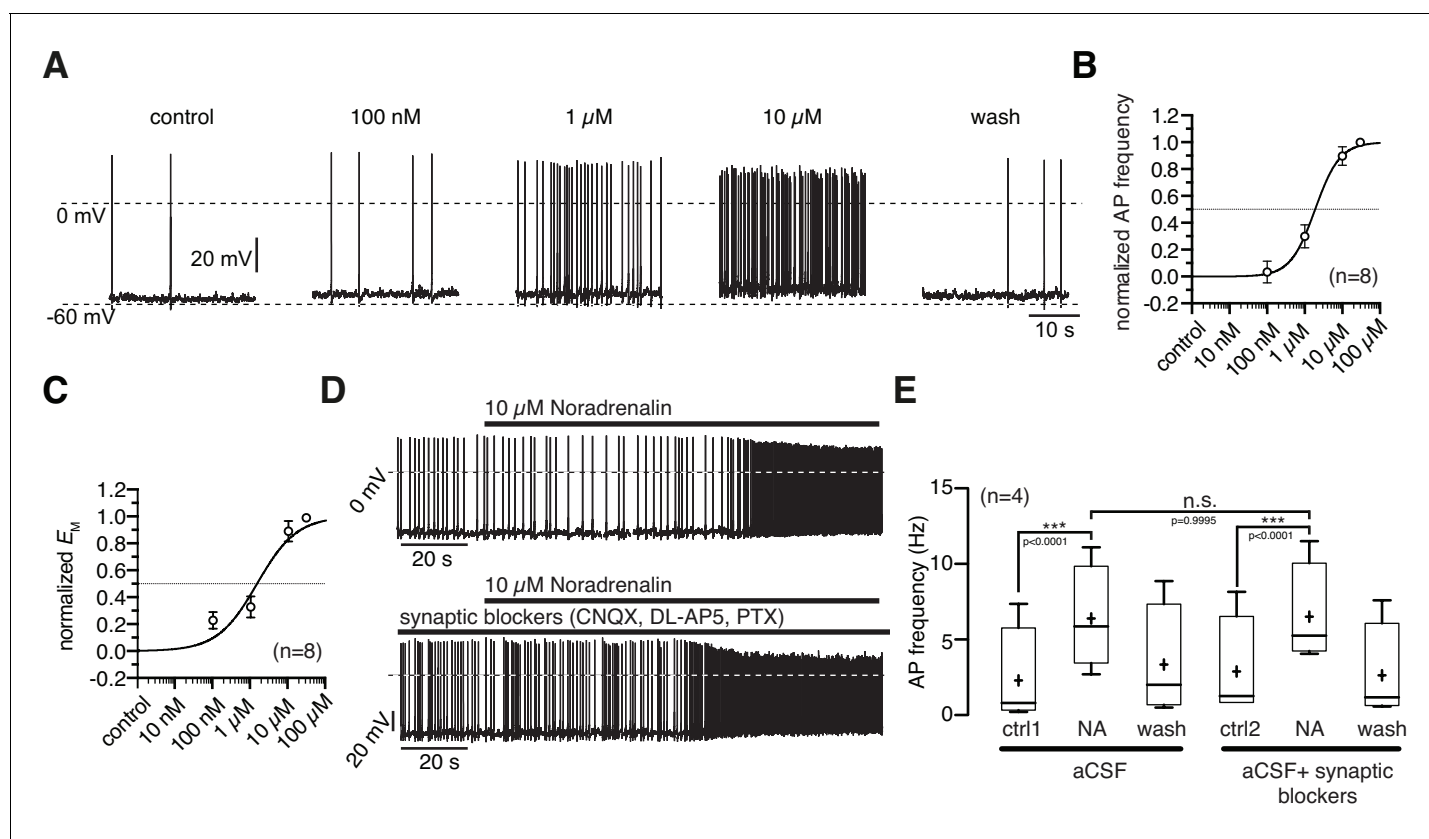 A
control
100 nM
1 µM
10 µM
wash
0 mV
20 mV
-60 mV
10 s
B
normalized AP frequency
1.2
1.0
0.8
0.6
0.4
0.2
0.0
-0.2
(n=8)
control
10 nM
100 nM
1 µM
10 µM
100 µM
C
normalized EM
1.2
1.0
0.8
0.6
0.4
0.2
0.0
-0.2
(n=8)
control
10 nM
100 nM
1 µM
10 µM
100 µM
D
10 µM Noradrenalin
0 mV
20 s
10 µM Noradrenalin
synaptic blockers (CNQX, DL-AP5, PTX)
20 mV
20 s
E
AP frequency (Hz)
15
10
5
0
(n=4)
n.s.
p=0.9995
***
p<0.0001
***
p<0.0001
ctrl1
NA
wash
ctrl2
NA
wash
aCSF
aCSF+ synaptic
blockers